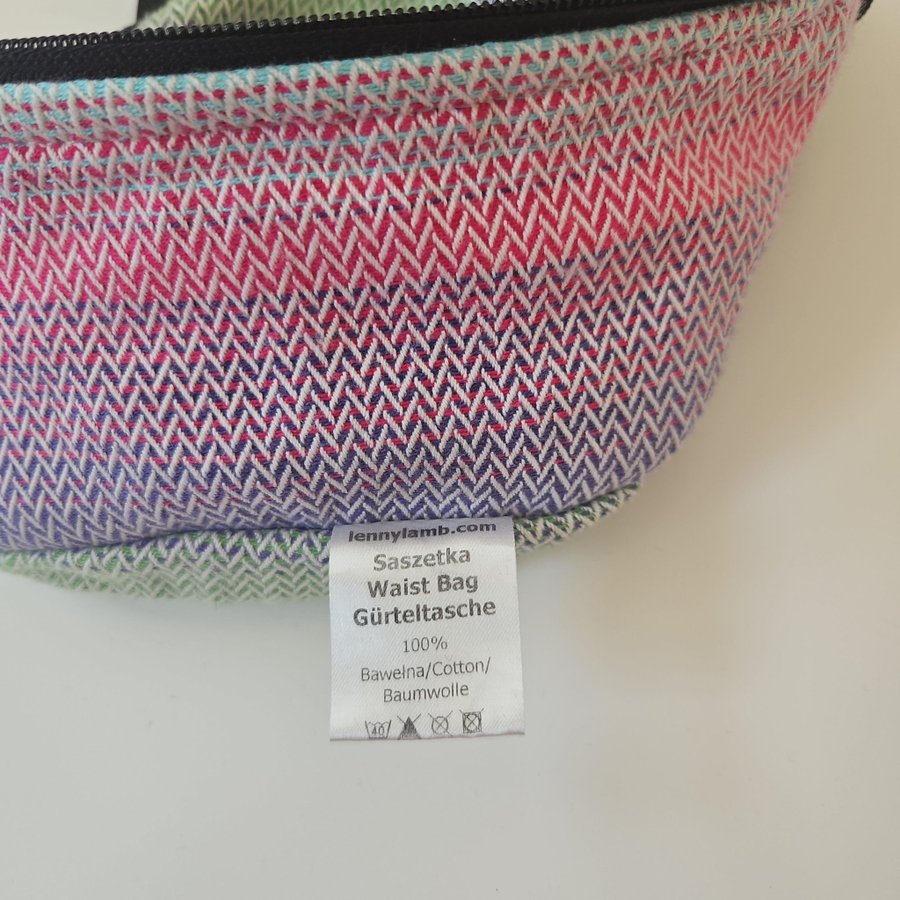 lennylamb.com
Saszetka
Waist Bag
Gürteltasche
100%
Bawełna/Cotton/
Baumwolle
40